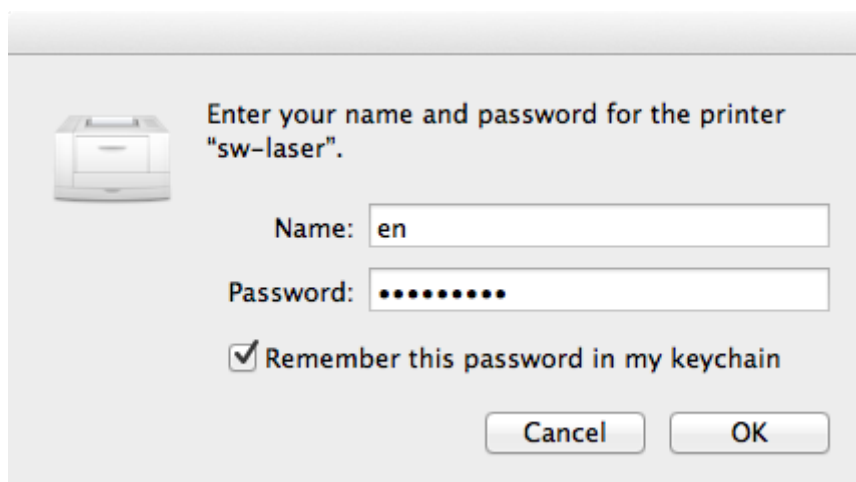 Enter your name and password for the printer
“sw-laser”.
Name: en
Password: •••••••••
Remember this password in my keychain
Cancel OK